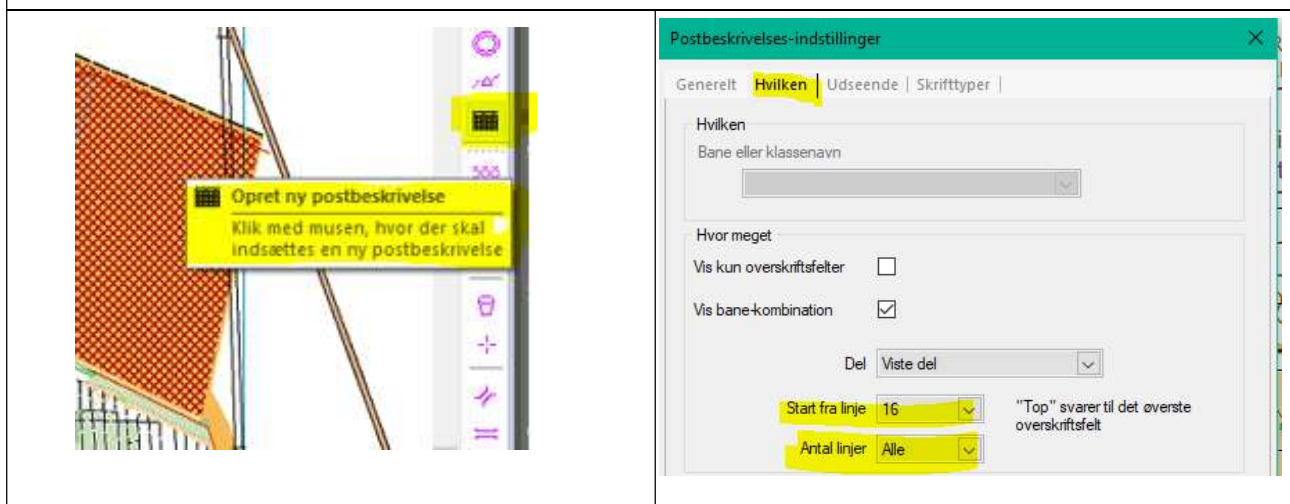 Opret ny postbeskrivelse
Klik med musen, hvor der skal
indsættes en ny postbeskrivelse
Postbeskrivelses-indstillinger
Generelt Hvilken Udseende Skrifttyper
Hvilken
Bane eller klassenavn
Hvor meget
Vis kun overskriftsfelter
Vis bane-kombination
Del Viste del
Start fra linje 16 "Top" svarer til det øverste
overskriftsfelt
Antal linjer Alle